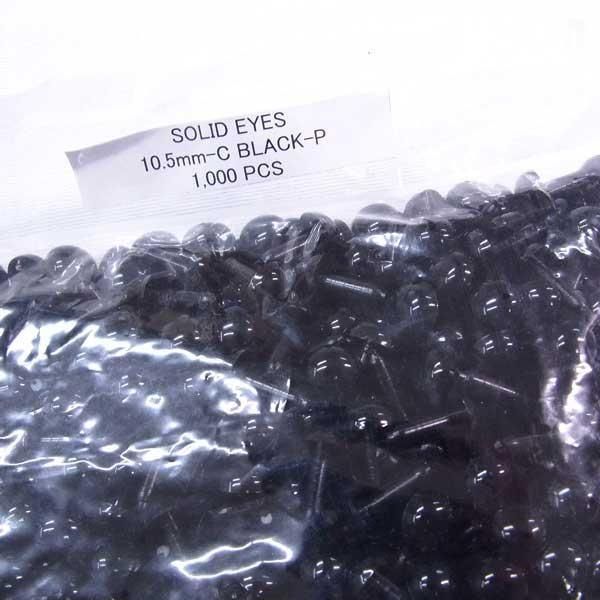 SOLID EYES
10.5mm-C BLACK-P
1,000 PCS